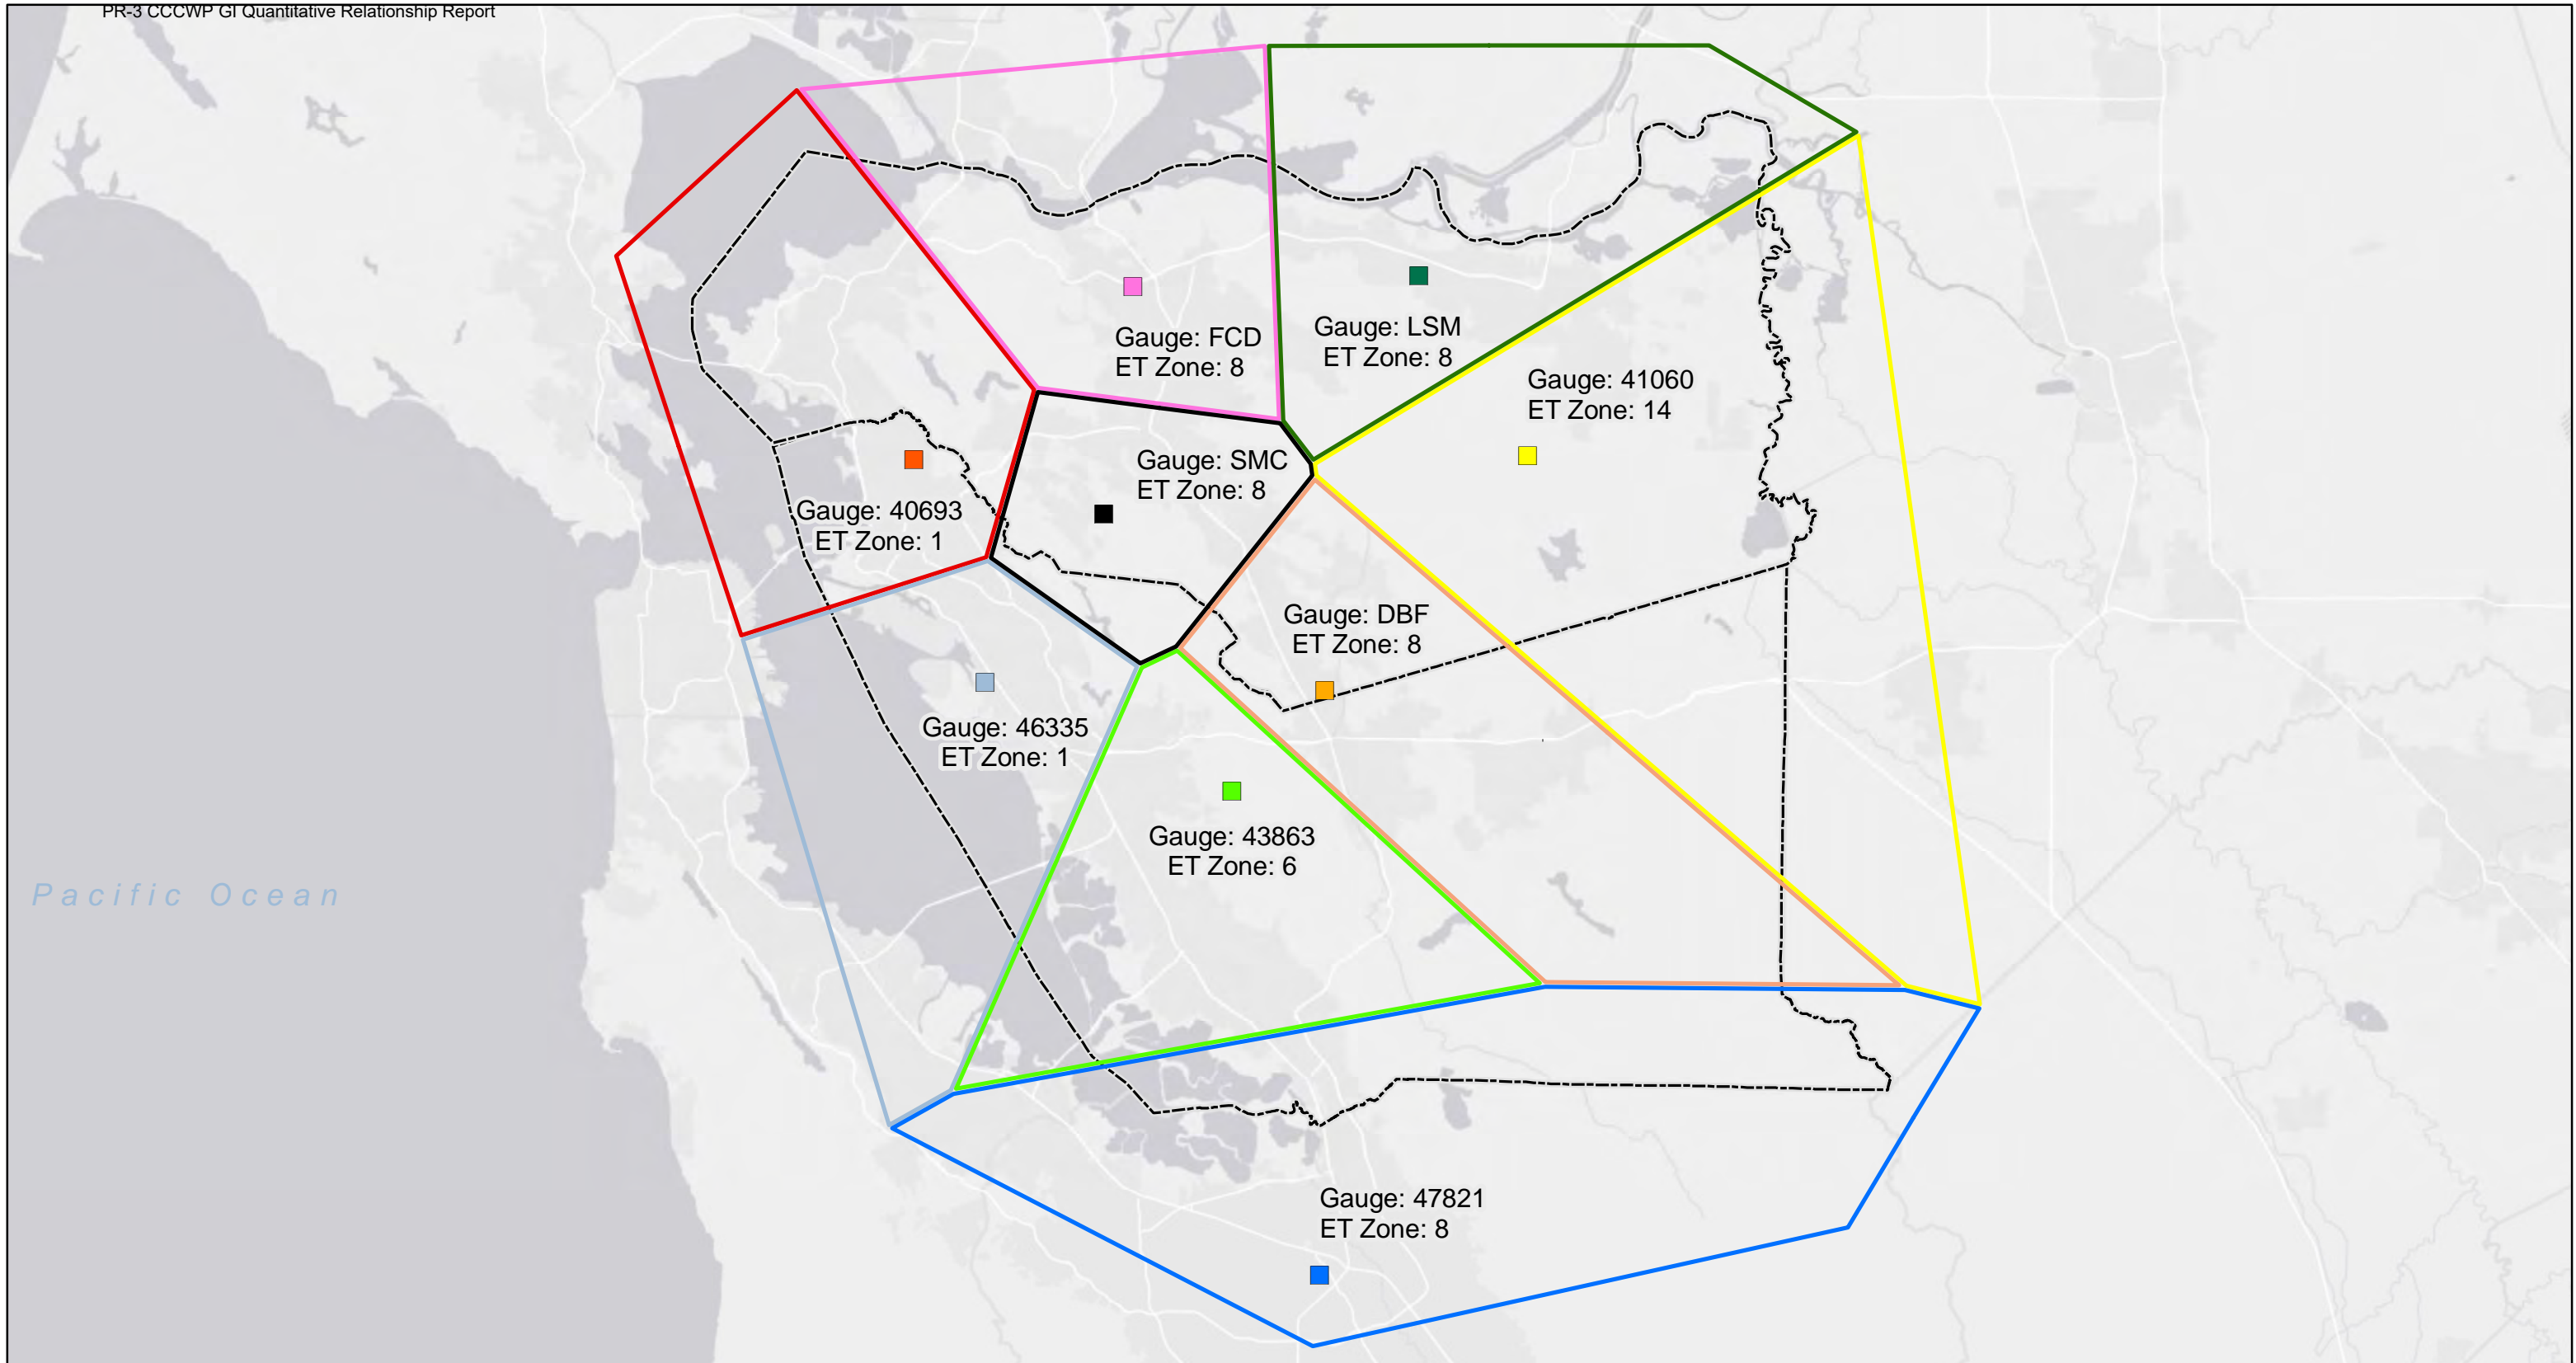 PR-3 CCCWP GI Quantitative Relationship Report
Gauge: FCD
ET Zone: 8
Gauge: LSM
ET Zone: 8
Gauge: 41060
ET Zone: 14
Gauge: SMC
ET Zone: 8
Gauge: 40693
ET Zone: 1
Gauge: DBF
ET Zone: 8
Gauge: 46335
ET Zone: 1
Gauge: 43863
ET Zone: 6
Pacific Ocean
Gauge: 47821
ET Zone: 8